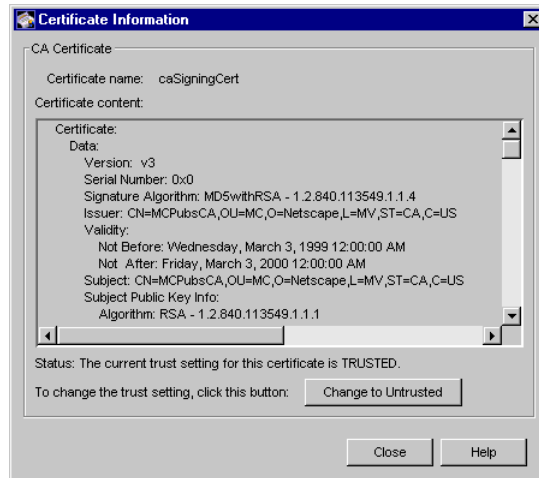 Certificate Information
CA Certificate
Certificate name: caSigningCert
Certificate content:
Certificate:
Data:
Version: v3
Serial Number: 0x0
Signature Algorithm: MD5withRSA - 1.2.840.113549.1.1.4
Issuer: CN=MCPubsCA,OU=MC,O=Netscape,L=MV,ST=CA,C=US
Validity:
Not Before: Wednesday, March 3, 1999 12:00:00 AM
Not After: Friday, March 3, 2000 12:00:00 AM
Subject: CN=MCPubsCA,OU=MC,O=Netscape,L=MV,ST=CA,C=US
Subject Public Key Info:
Algorithm: RSA - 1.2.840.113549.1.1.1
Status: The current trust setting for this certificate is TRUSTED.
To change the trust setting, click this button: Change to Untrusted
Close Help